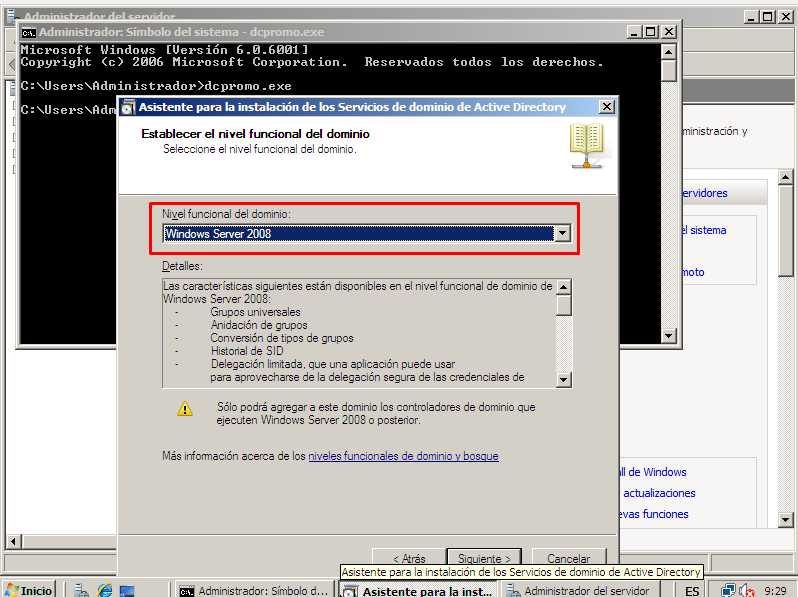 Administrador del servidor
Administrador: Símbolo del sistema - dcpromo.exe
Microsoft Windows [Versión 6.0.6001]
Copyright (c) 2006 Microsoft Corporation.  Reservados todos los derechos.
C:\Users\Administrador>dcpromo.exe
C:\Users\Adm
Asistente para la instalación de los Servicios de dominio de Active Directory
Establecer el nivel funcional del dominio
Seleccione el nivel funcional del dominio.
ministración y
ervidores
el sistema
moto
Nivel funcional del dominio:
Windows Server 2008
Detalles:
Las características siguientes están disponibles en el nivel funcional de dominio de
Windows Server 2008:
- Grupos universales
- Anidación de grupos
- Conversión de tipos de grupos
- Historial de SID
- Delegación limitada, que una aplicación puede usar
para aprovecharse de la delegación segura de las credenciales de
Sólo podrá agregar a este dominio los controladores de dominio que
ejecuten Windows Server 2008 o posterior.
Más información acerca de los niveles funcionales de dominio y bosque
all de Windows
actualizaciones
evas funciones
< Atrás
Siguiente >
Cancelar
Asistente para la instalación de los Servicios de dominio de Active Directory
Inicio
Administrador: Símbolo d...
Asistente para la inst...
Administrador del servidor
ES
9:29